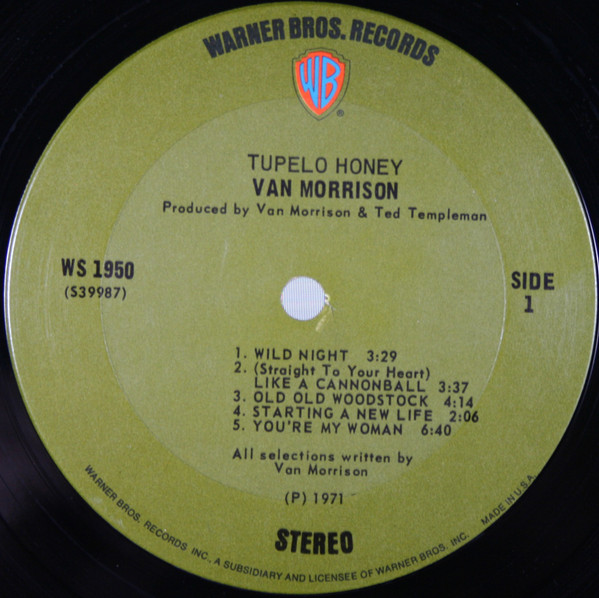 WARNER BROS. RECORDS
WB
®
TUPELO HONEY
VAN MORRISON
Produced by Van Morrison & Ted Templeman
WS 1950
(S39987)
SIDE
1
1. WILD NIGHT 3:29
2. (Straight To Your Heart)
LIKE A CANNONBALL 3:37
3. OLD OLD WOODSTOCK 4:14
4. STARTING A NEW LIFE 2:06
5. YOU'RE MY WOMAN 6:40
All selections written by
Van Morrison
(P) 1971
STEREO
WARNER BROS. RECORDS INC., A SUBSIDIARY AND LICENSEE OF WARNER BROS. INC. MADE IN U.S.A.